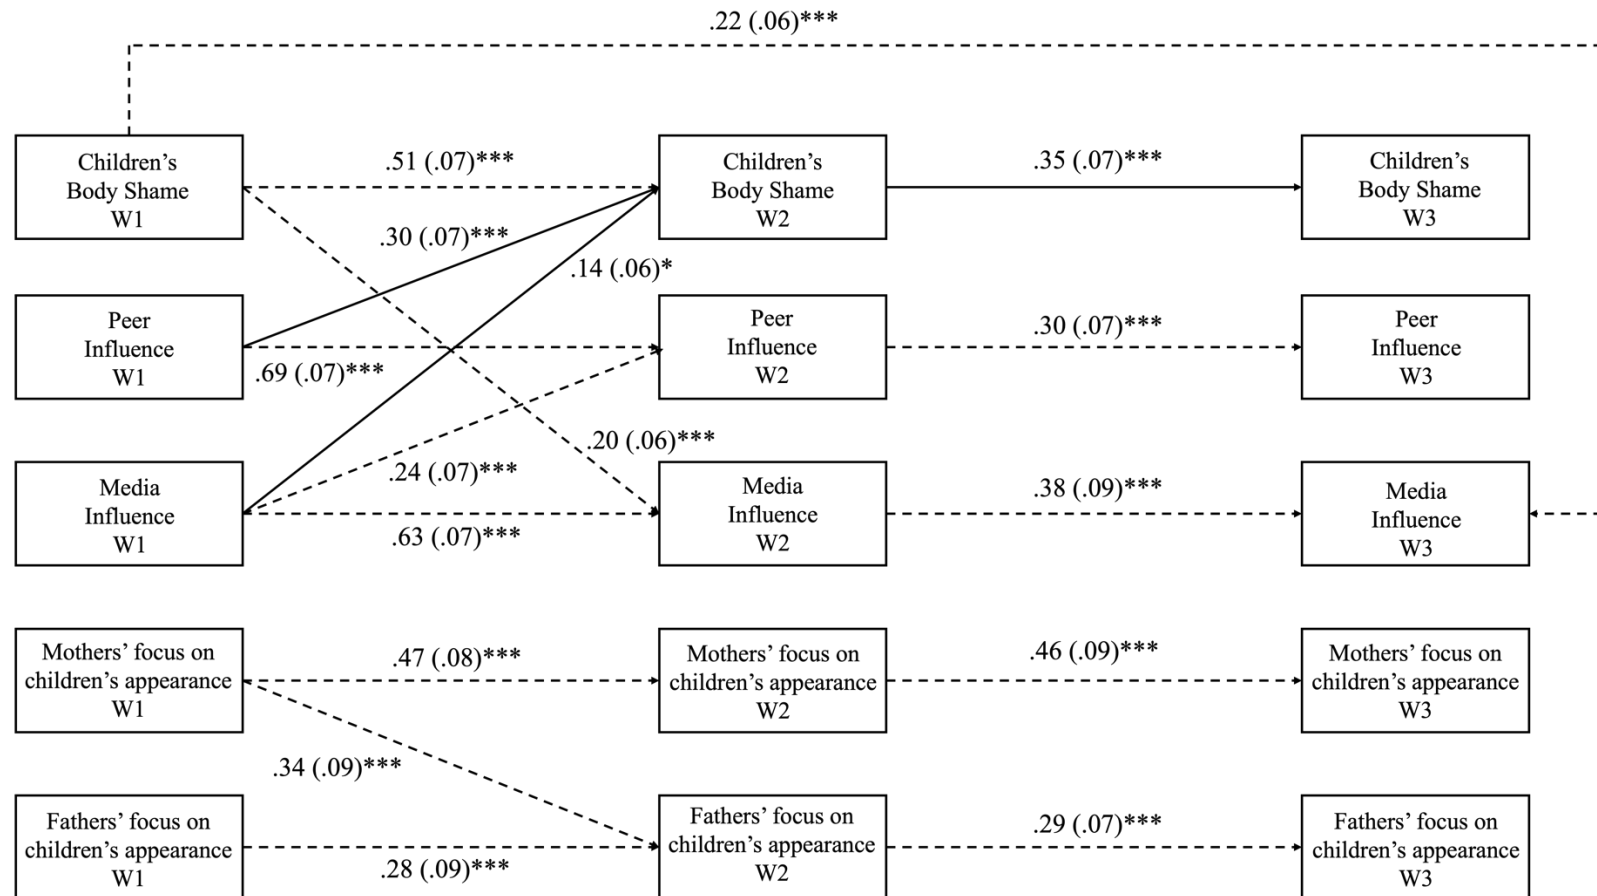 .22 (.06)***
Children's
Body Shame
W1
.51 (.07)***
Children's
Body Shame
W2
.35 (.07)***
Children's
Body Shame
W3
.30 (.07)***
.14 (.06)*
Peer
Influence
W1
.69 (.07)***
Peer
Influence
W2
.30 (.07)***
Peer
Influence
W3
.20 (.06)***
.24 (.07)***
Media
Influence
W1
.63 (.07)***
Media
Influence
W2
.38 (.09)***
Media
Influence
W3
Mothers' focus on
children's appearance
W1
.47 (.08)***
Mothers' focus on
children's appearance
W2
.46 (.09)***
Mothers' focus on
children's appearance
W3
.34 (.09)***
Fathers' focus on
children's appearance
W1
.28 (.09)***
Fathers' focus on
children's appearance
W2
.29 (.07)***
Fathers' focus on
children's appearance
W3